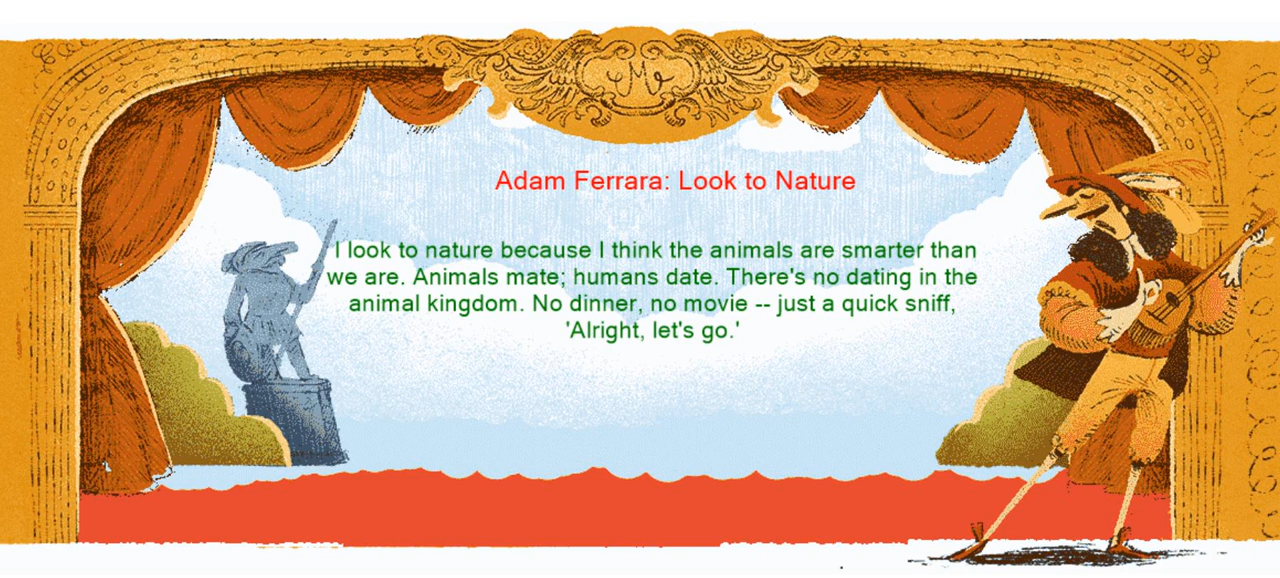 Adam Ferrara: Look to Nature
I look to nature because I think the animals are smarter than
we are. Animals mate; humans date. There's no dating in the
animal kingdom. No dinner, no movie -- just a quick sniff,
'Alright, let's go.'